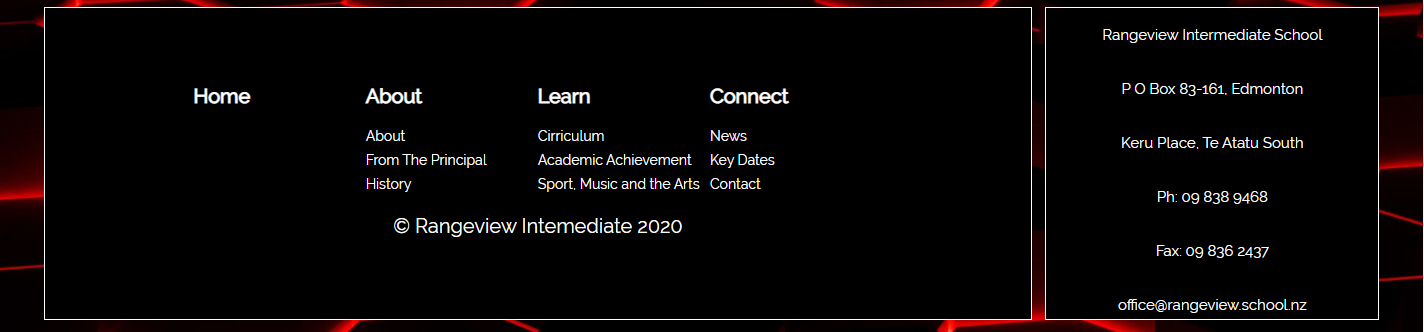 Home
About
About
From The Principal
History
Learn
Cirriculum
Academic Achievement
Sport, Music and the Arts
Connect
News
Key Dates
Contact
© Rangeview Intemediate 2020
Rangeview Intermediate School
P O Box 83-161, Edmonton
Keru Place, Te Atatu South
Ph: 09 838 9468
Fax: 09 836 2437
office@rangeview.school.nz